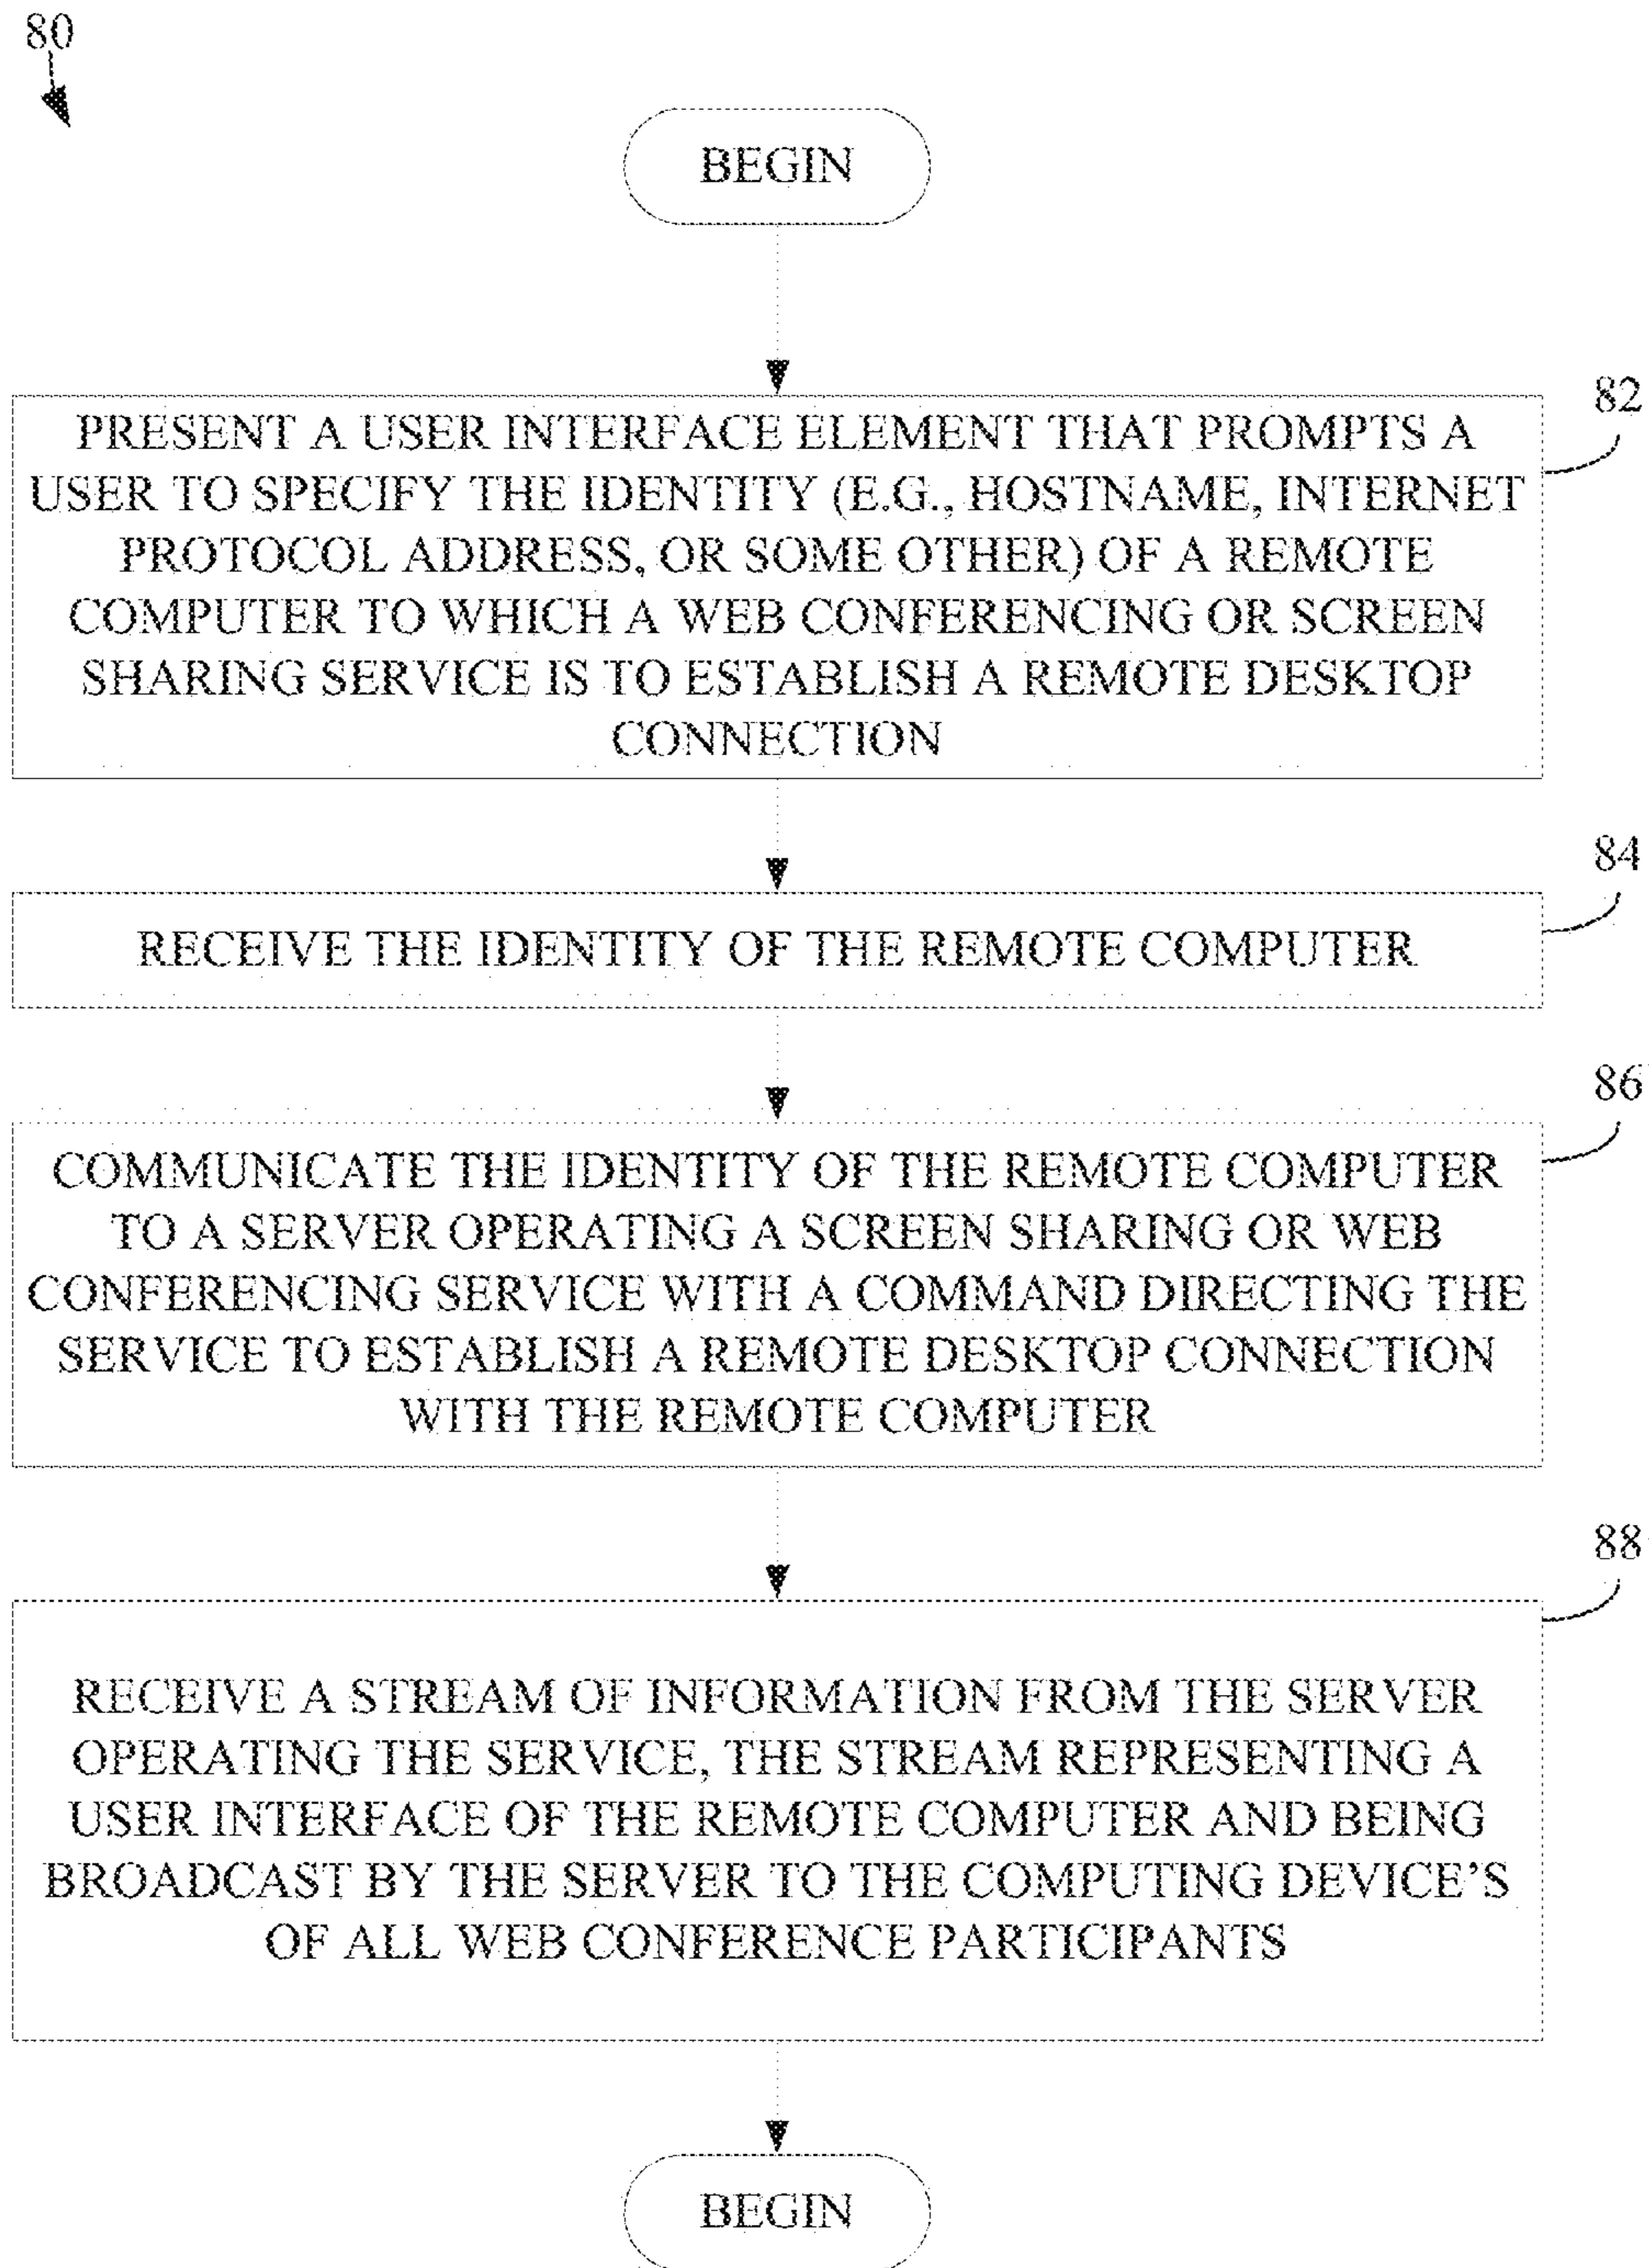 80
BEGIN
82
PRESENT A USER INTERFACE ELEMENT THAT PROMPTS A
USER TO SPECIFY THE IDENTITY (E.G., HOSTNAME, INTERNET
PROTOCOL ADDRESS, OR SOME OTHER) OF A REMOTE
COMPUTER TO WHICH A WEB CONFERENCING OR SCREEN
SHARING SERVICE IS TO ESTABLISH A REMOTE DESKTOP
CONNECTION
84
RECEIVE THE IDENTITY OF THE REMOTE COMPUTER
86
COMMUNICATE THE IDENTITY OF THE REMOTE COMPUTER
TO A SERVER OPERATING A SCREEN SHARING OR WEB
CONFERENCING SERVICE WITH A COMMAND DIRECTING THE
SERVICE TO ESTABLISH A REMOTE DESKTOP CONNECTION
WITH THE REMOTE COMPUTER
88
RECEIVE A STREAM OF INFORMATION FROM THE SERVER
OPERATING THE SERVICE, THE STREAM REPRESENTING A
USER INTERFACE OF THE REMOTE COMPUTER AND BEING
BROADCAST BY THE SERVER TO THE COMPUTING DEVICE'S
OF ALL WEB CONFERENCE PARTICIPANTS
BEGIN